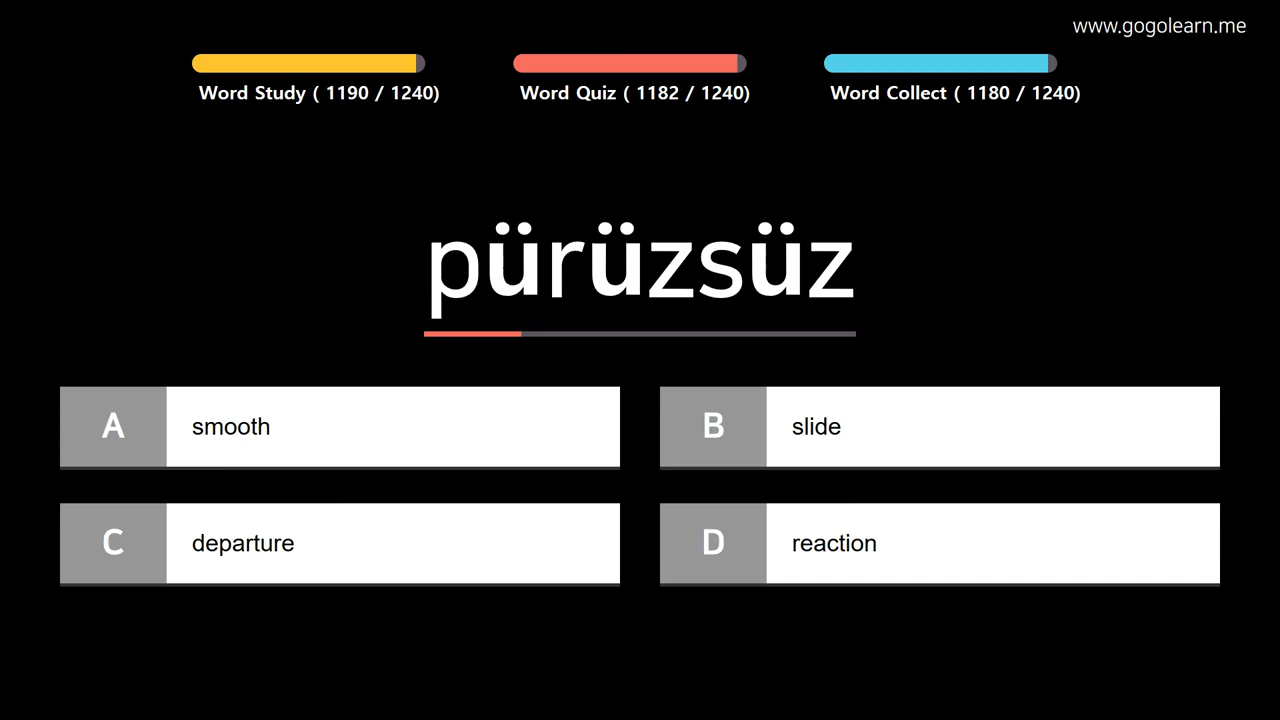 www.gogolearn.me
Word Study ( 1190 / 1240)
Word Quiz ( 1182 / 1240)
Word Collect ( 1180 / 1240)
pürüzsüz
A smooth
B slide
C departure
D reaction